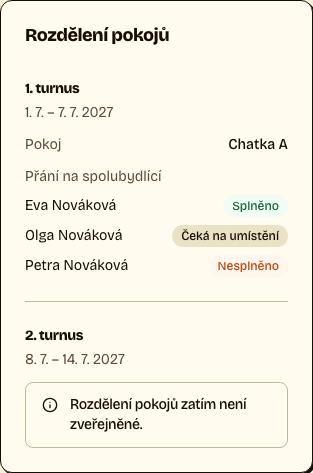 Rozdělení pokojů
1. turnus
1. 7. – 7. 7. 2027
Pokoj Chatka A
Přání na spolubydlící
Eva Nováková Splněno
Olga Nováková Čeká na umístění
Petra Nováková Nesplněno
2. turnus
8. 7. – 14. 7. 2027
Rozdělení pokojů zatím není
zveřejněné.